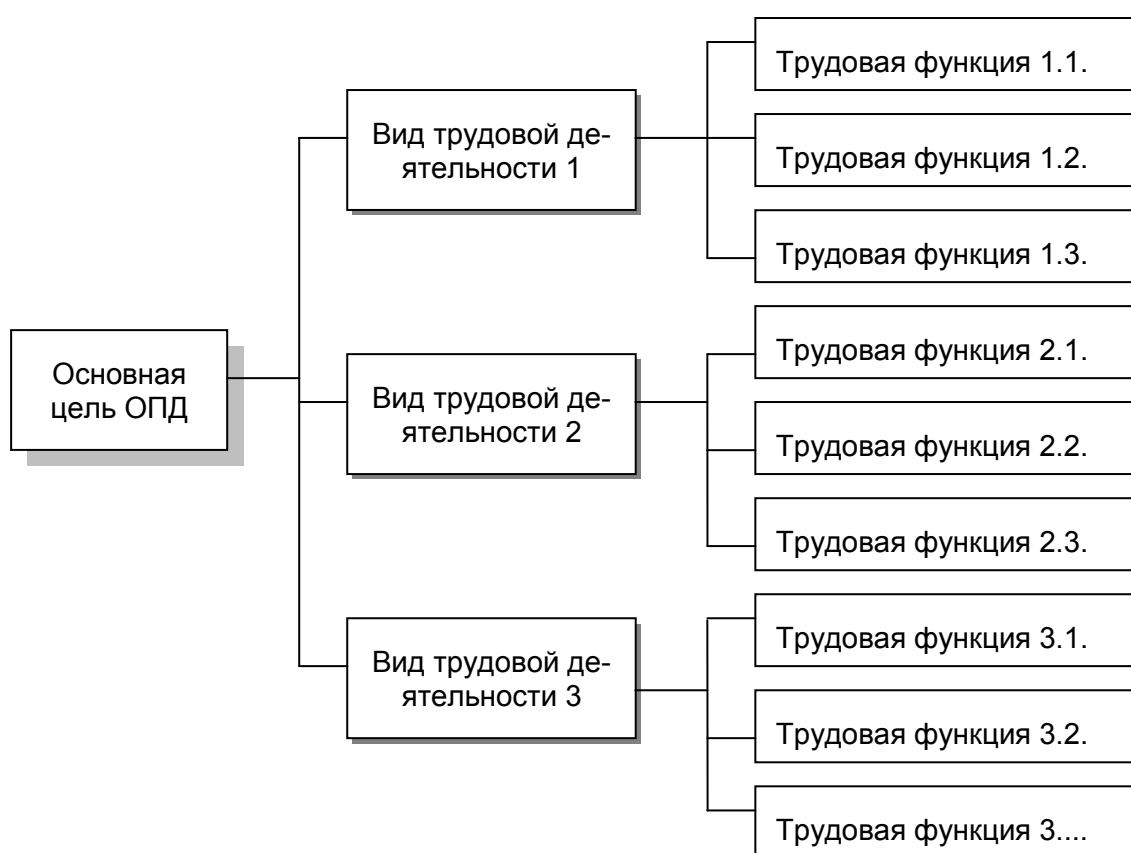 Основная
цель ОПД
Вид трудовой де-
ятельности 1
Трудовая функция 1.1.
Трудовая функция 1.2.
Трудовая функция 1.3.
Вид трудовой де-
ятельности 2
Трудовая функция 2.1.
Трудовая функция 2.2.
Трудовая функция 2.3.
Вид трудовой де-
ятельности 3
Трудовая функция 3.1.
Трудовая функция 3.2.
Трудовая функция 3....